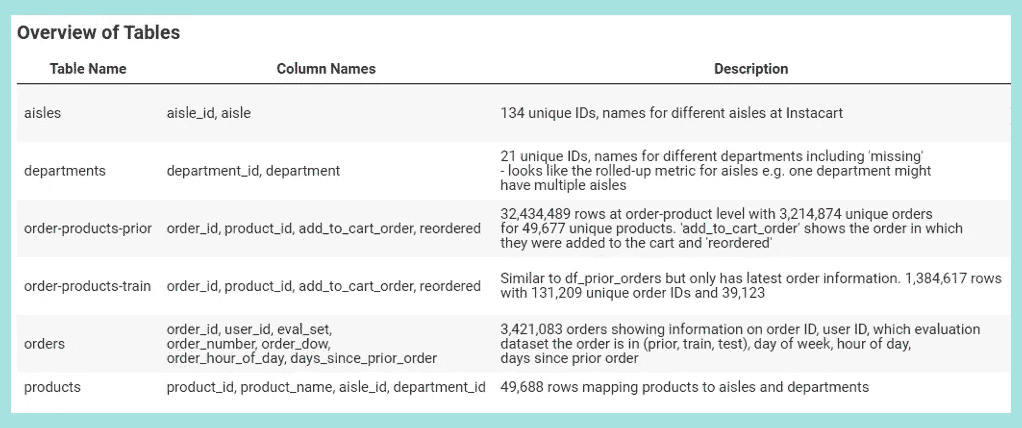 Overview of Tables
Table Name Column Names Description
aisles aisle_id, aisle 134 unique IDs, names for different aisles at Instacart
departments department_id, department 21 unique IDs, names for different departments including 'missing'
- looks like the rolled-up metric for aisles e.g. one department might
have multiple aisles
order-products-prior order_id, product_id, add_to_cart_order, reordered 32,434,489 rows at order-product level with 3,214,874 unique orders
for 49,677 unique products. 'add_to_cart_order' shows the order in which
they were added to the cart and 'reordered'
order-products-train order_id, product_id, add_to_cart_order, reordered Similar to df_prior_orders but only has latest order information. 1,384,617 rows
with 131,209 unique order IDs and 39,123
orders order_id, user_id, eval_set, 3,421,083 orders showing information on order ID, user ID, which evaluation
order_number, order_dow, dataset the order is in (prior, train, test), day of week, hour of day,
order_hour_of_day, days_since_prior_order days since prior order
products product_id, product_name, aisle_id, department_id 49,688 rows mapping products to aisles and departments